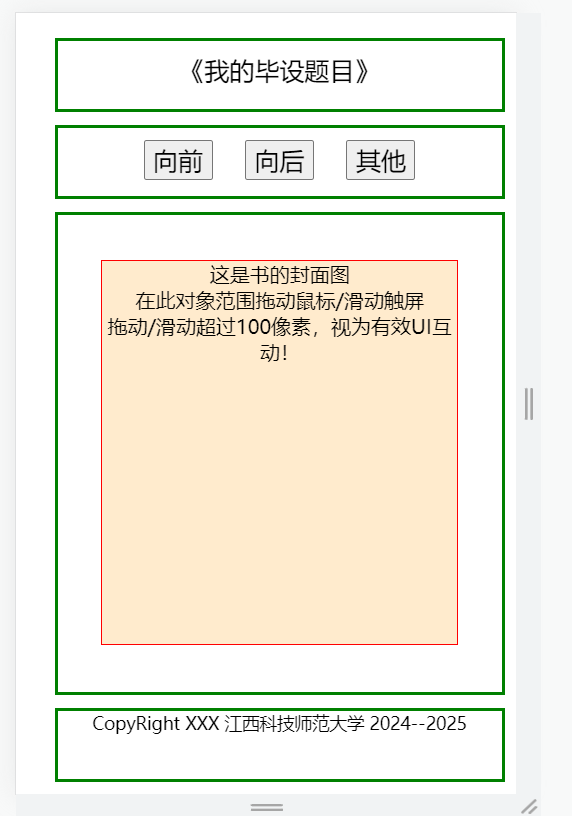 《我的毕设题目》
向前 向后 其他
这是书的封面图
在此对象范围拖动鼠标/滑动触屏
拖动/滑动超过100像素，视为有效UI互
动！
CopyRight XXX 江西科技师范大学 2024--2025